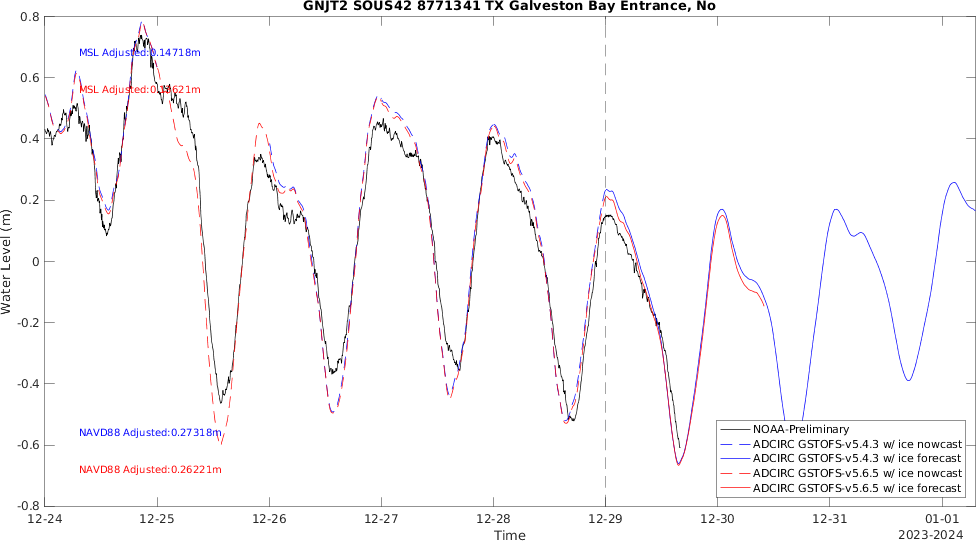 GNJT2 SOUS42 8771341 TX Galveston Bay Entrance, No
0.8
0.6
0.4
0.2
0
-0.2
-0.4
-0.6
-0.8
Water Level (m)
MSL Adjusted:0.14718m
MSL Adjusted:
NAVD88 Adjusted:0.27318m
NAVD88 Adjusted:0.26221m
NOAA-Preliminary
ADCIRC GSTOFS-v5.4.3 w/ ice nowcast
ADCIRC GSTOFS-v5.4.3 w/ ice forecast
ADCIRC GSTOFS-v5.6.5 w/ ice nowcast
ADCIRC GSTOFS-v5.6.5 w/ ice forecast
12-24 12-25 12-26 12-27 12-28 12-29 12-30 12-31 01-01
Time
2023-2024